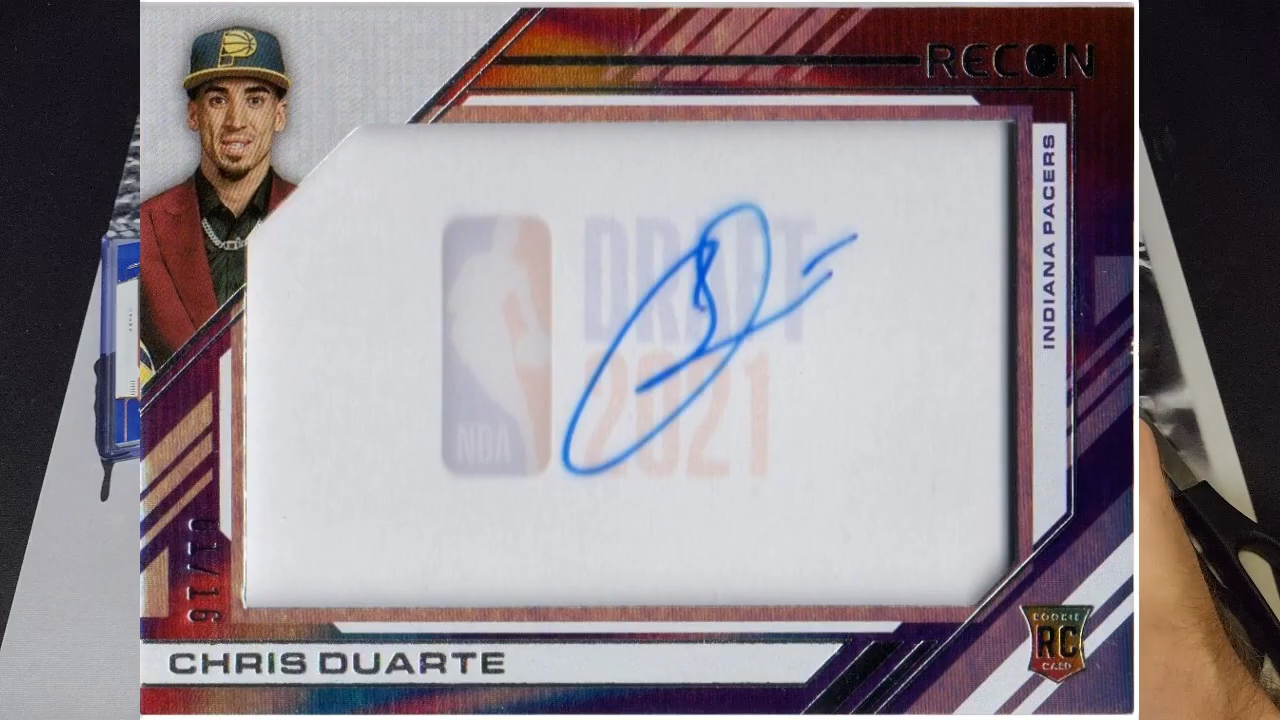 RECON
INDIANA PACERS
NBA
DRAFT
2021
01/16
CHRIS DUARTE
ROOKIE
RC
CARD